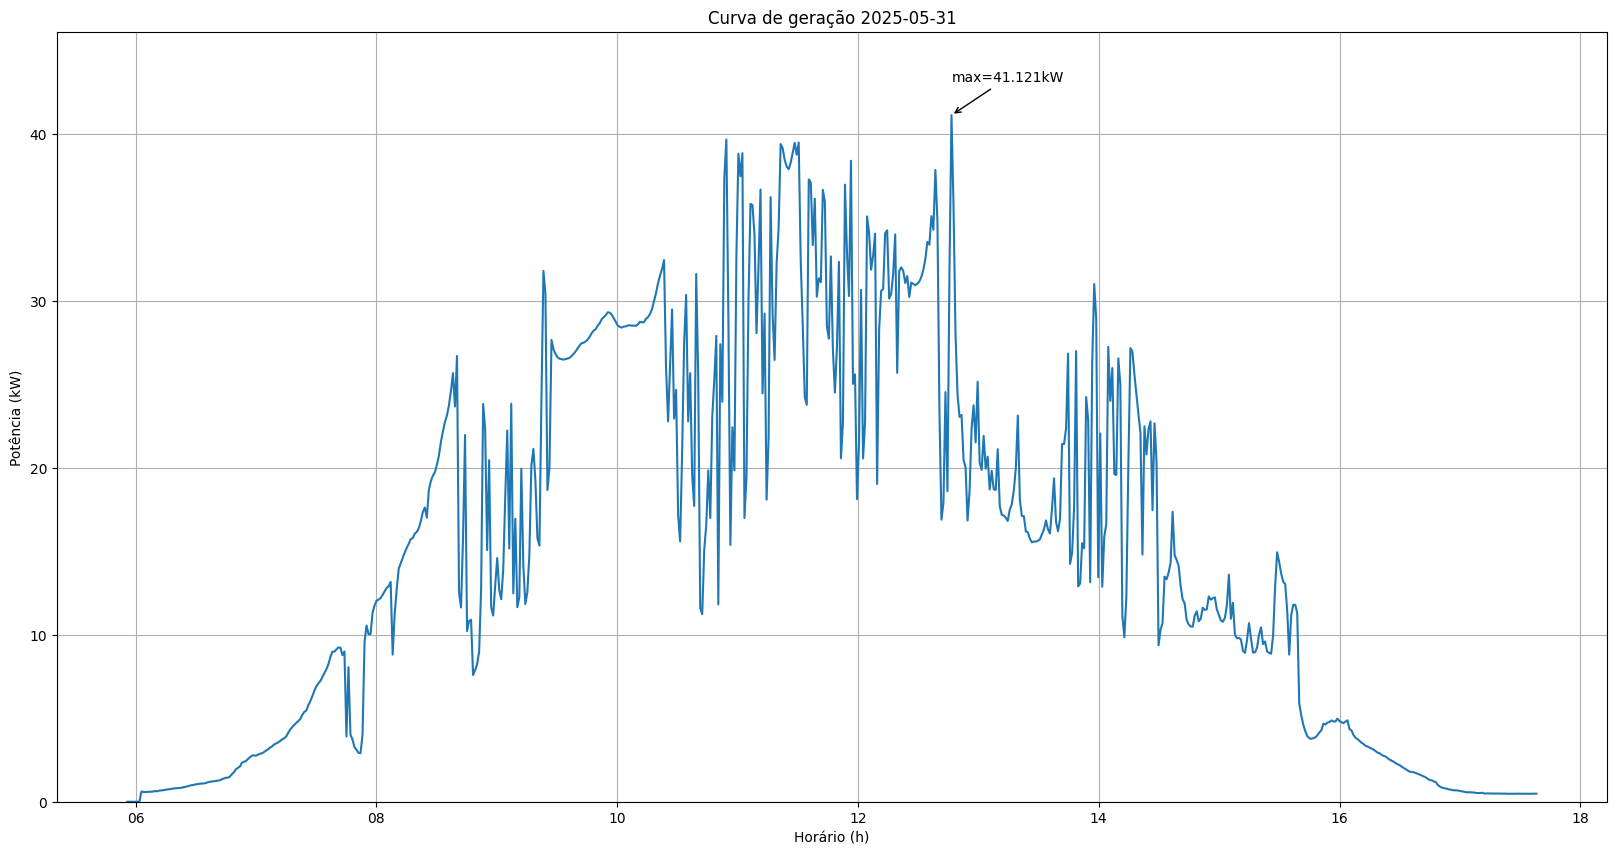 Curva de geração 2025-05-31
max=41.121kW
40
30
20
10
0
Potência (kW)
06 08 10 12 14 16 18
Horário (h)